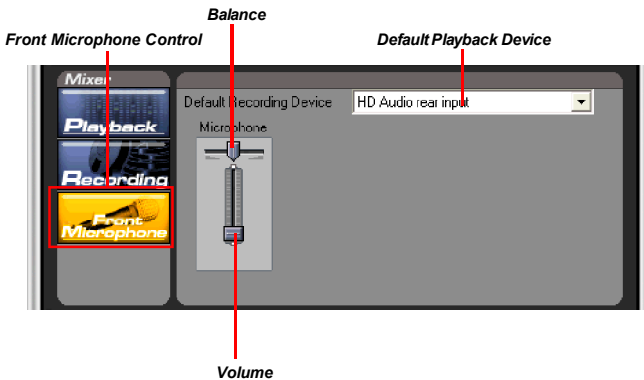 Balance
Front Microphone Control
Default Playback Device
Mixer
Default Recording Device
HD Audio rear input
Playback
Microphone
Recording
Front
Microphone
Volume